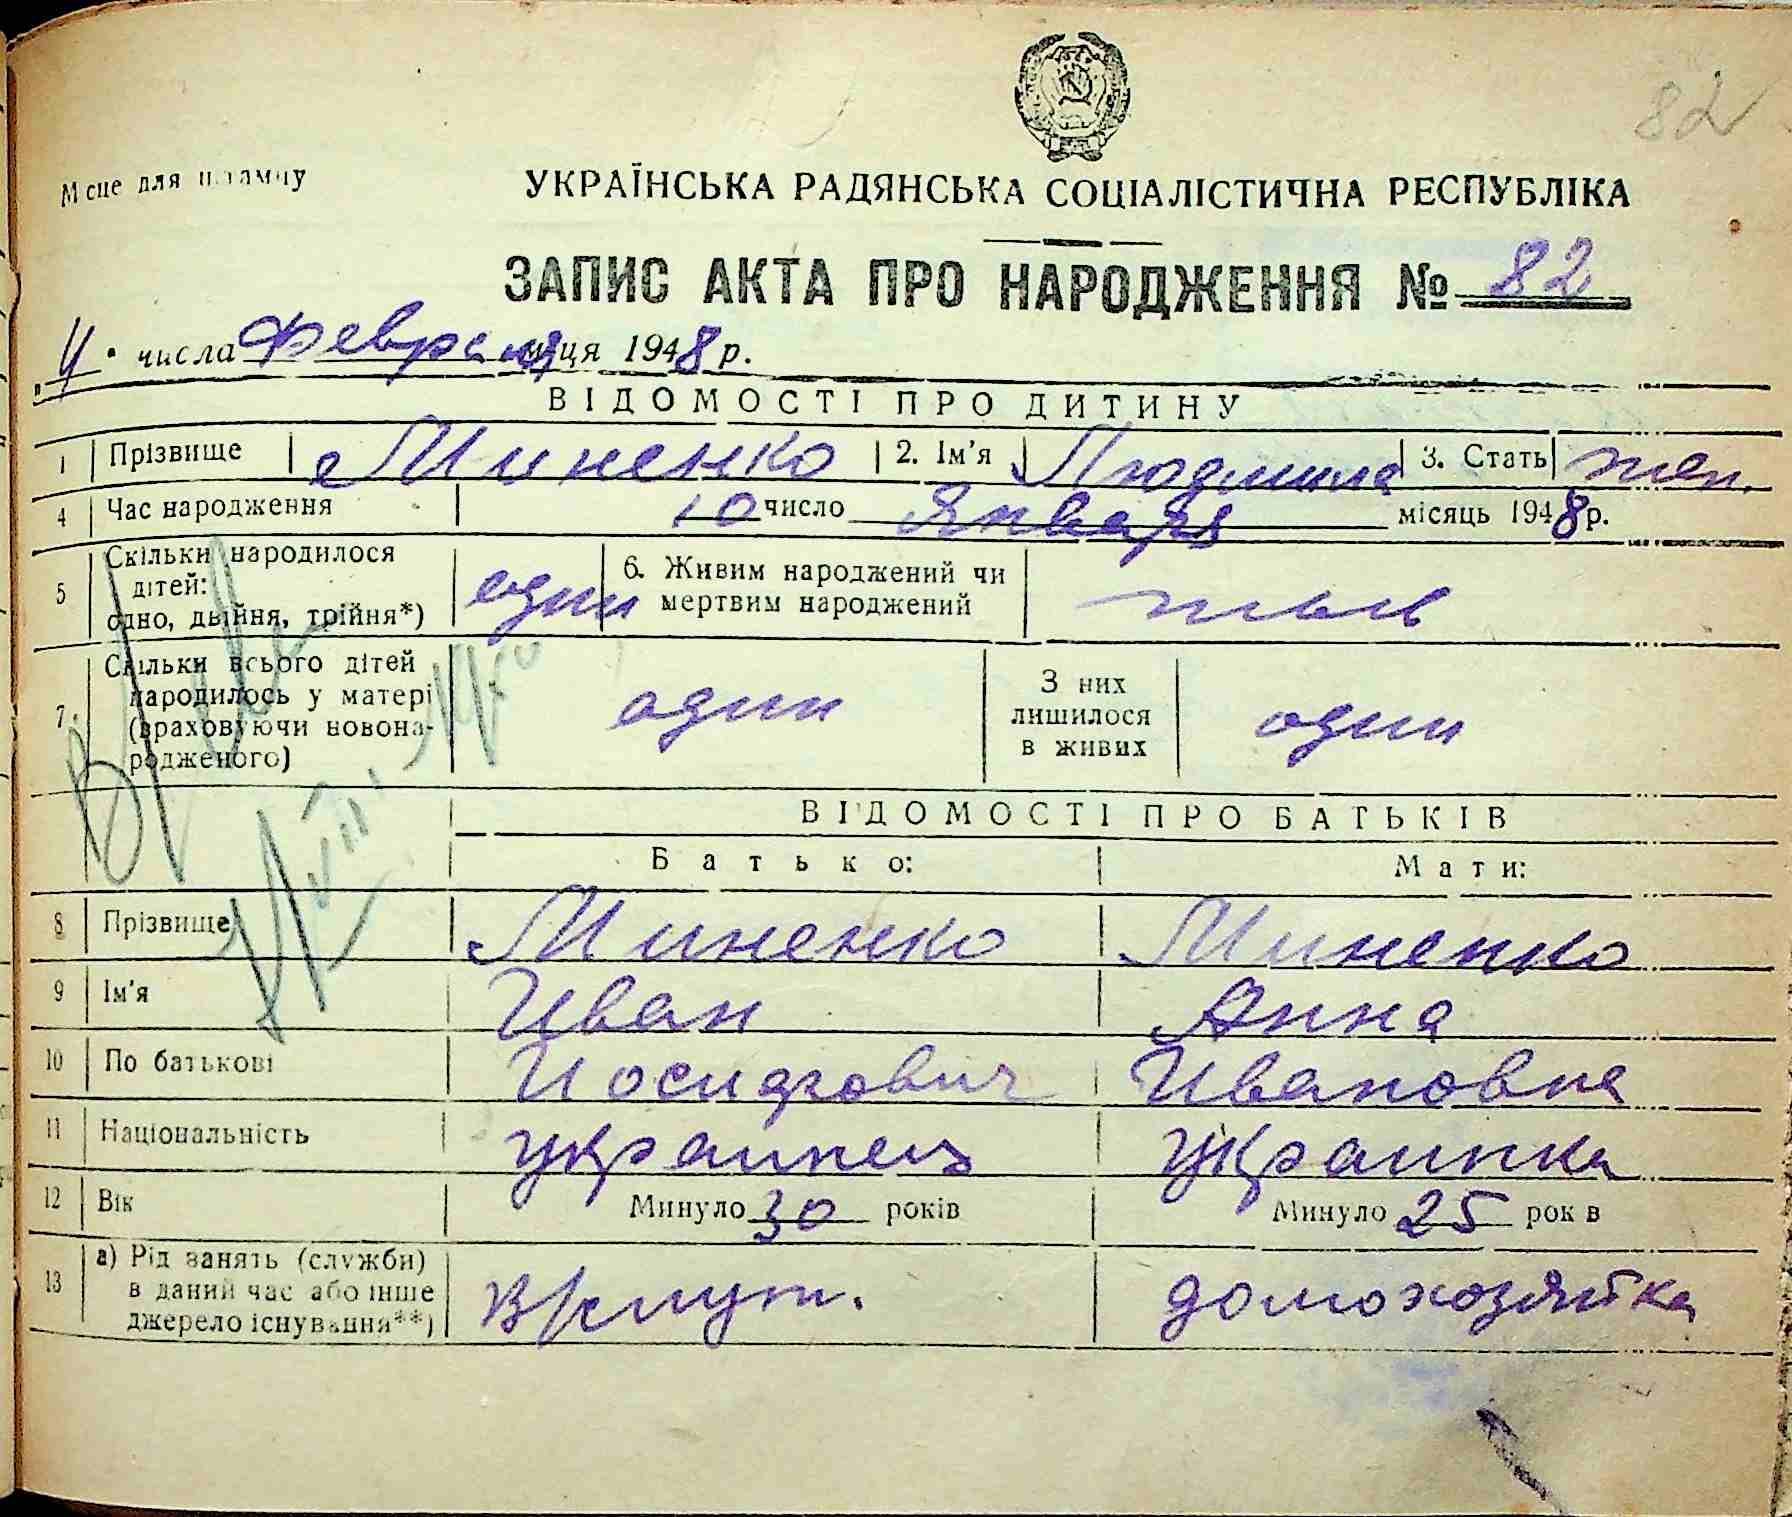 82
Місце для штампу
УКРАЇНСЬКА РАДЯНСЬКА СОЦІАЛІСТИЧНА РЕСПУБЛІКА
ЗАПИС АКТА ПРО НАРОДЖЕННЯ № 82
„4" числа Февраля місяця 1948 р.
ВІДОМОСТІ ПРО ДИТИНУ
1 Прізвище Миненко 2. Ім'я Людмила 3. Стать жен.
4 Час народження 10 число Января місяць 1948 р.
5 Скільки народилося дітей: одно, двійня, трійня*) один 6. Живим народжений чи мертвим народжений жив
7. Скільки всього дітей народилось у матері (враховуючи новонародженого) один З них лишилося в живих один
ВІДОМОСТІ ПРО БАТЬКІВ
Батько: Мати:
8 Прізвище Миненко Миненко
9 Ім'я Иван Анна
10 По батькові Иосифович Ивановна
11 Національність украинец украинка
12 Вік Минуло 30 років Минуло 25 рок в
13 а) Рід занять (служби) в даний час або інше джерело існування**) домохозяйка